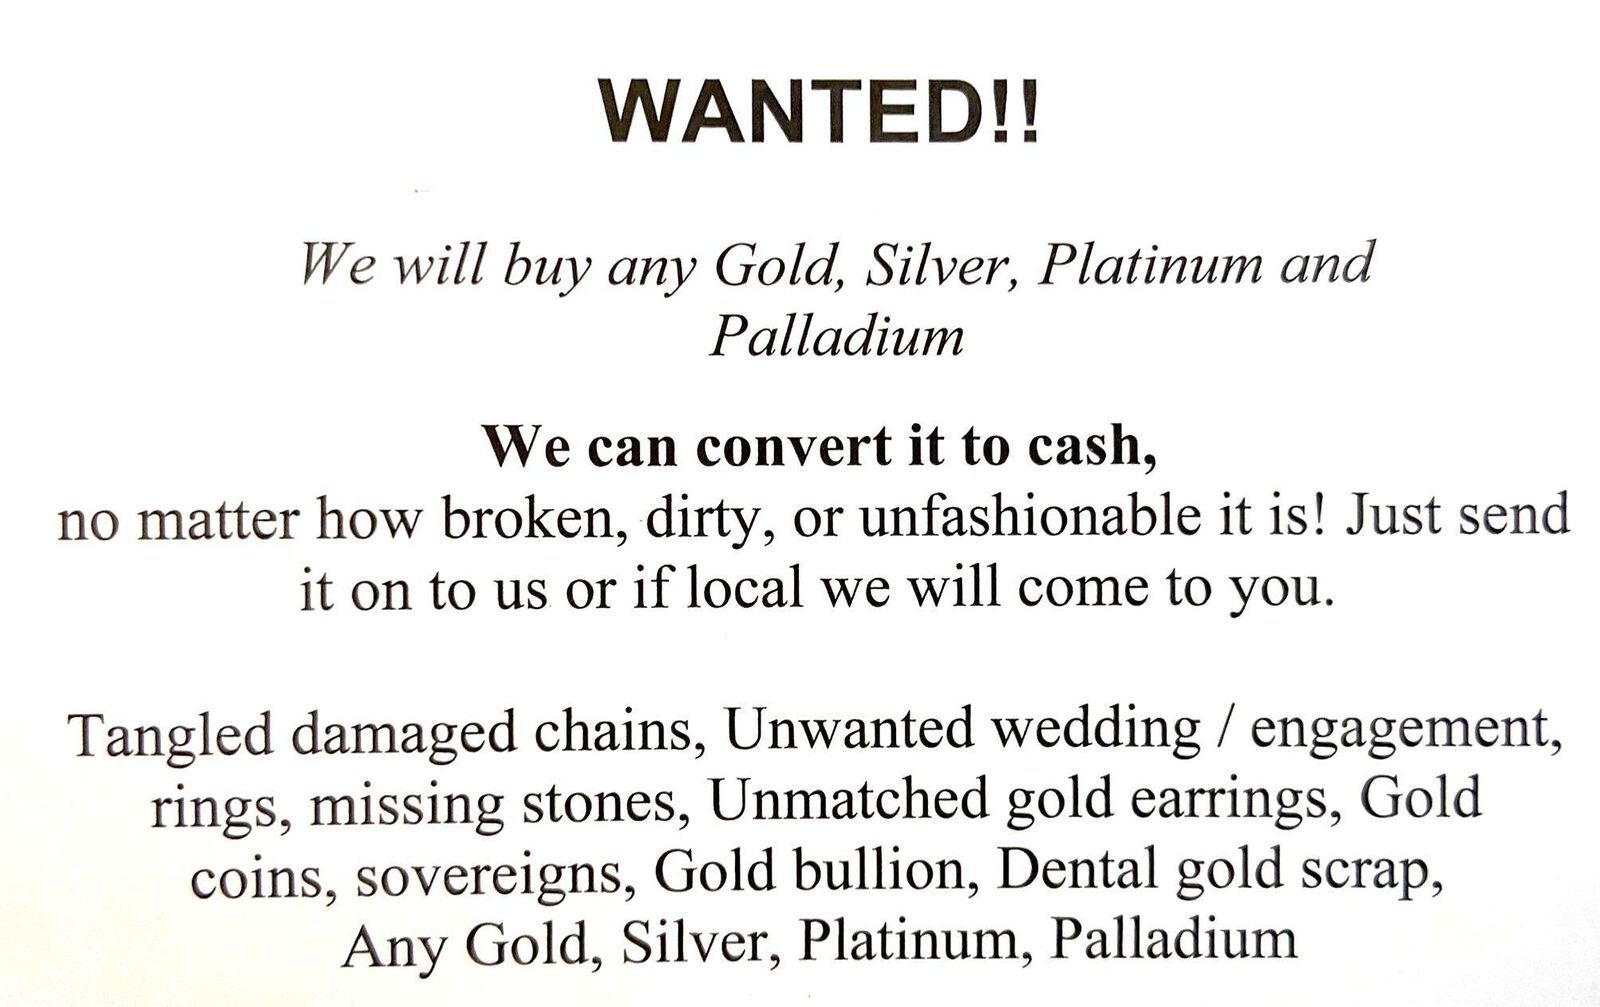 WANTED!!
We will buy any Gold, Silver, Platinum and
Palladium
We can convert it to cash,
no matter how broken, dirty, or unfashionable it is! Just send
it on to us or if local we will come to you.
Tangled damaged chains, Unwanted wedding / engagement,
rings, missing stones, Unmatched gold earrings, Gold
coins, sovereigns, Gold bullion, Dental gold scrap,
Any Gold, Silver, Platinum, Palladium